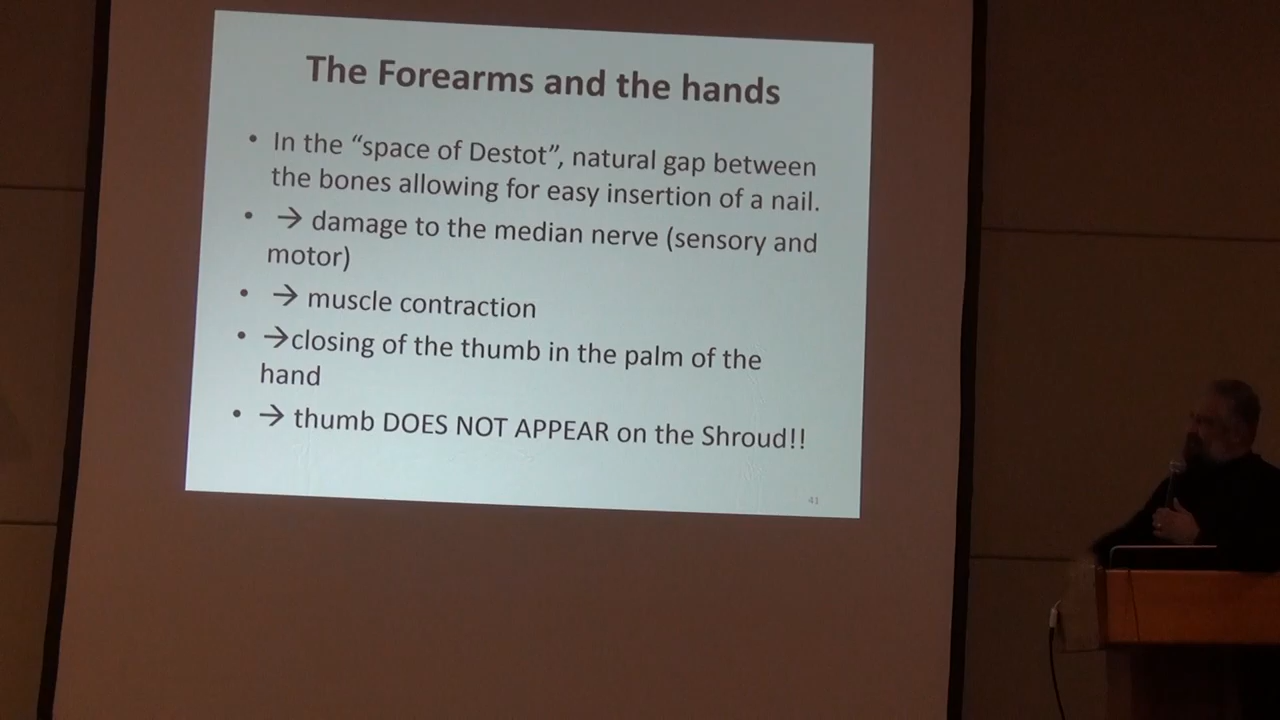 The Forearms and the hands
• In the “space of Destot”, natural gap between
the bones allowing for easy insertion of a nail.
• → damage to the median nerve (sensory and
motor)
• → muscle contraction
• →closing of the thumb in the palm of the
hand
• → thumb DOES NOT APPEAR on the Shroud!!
41